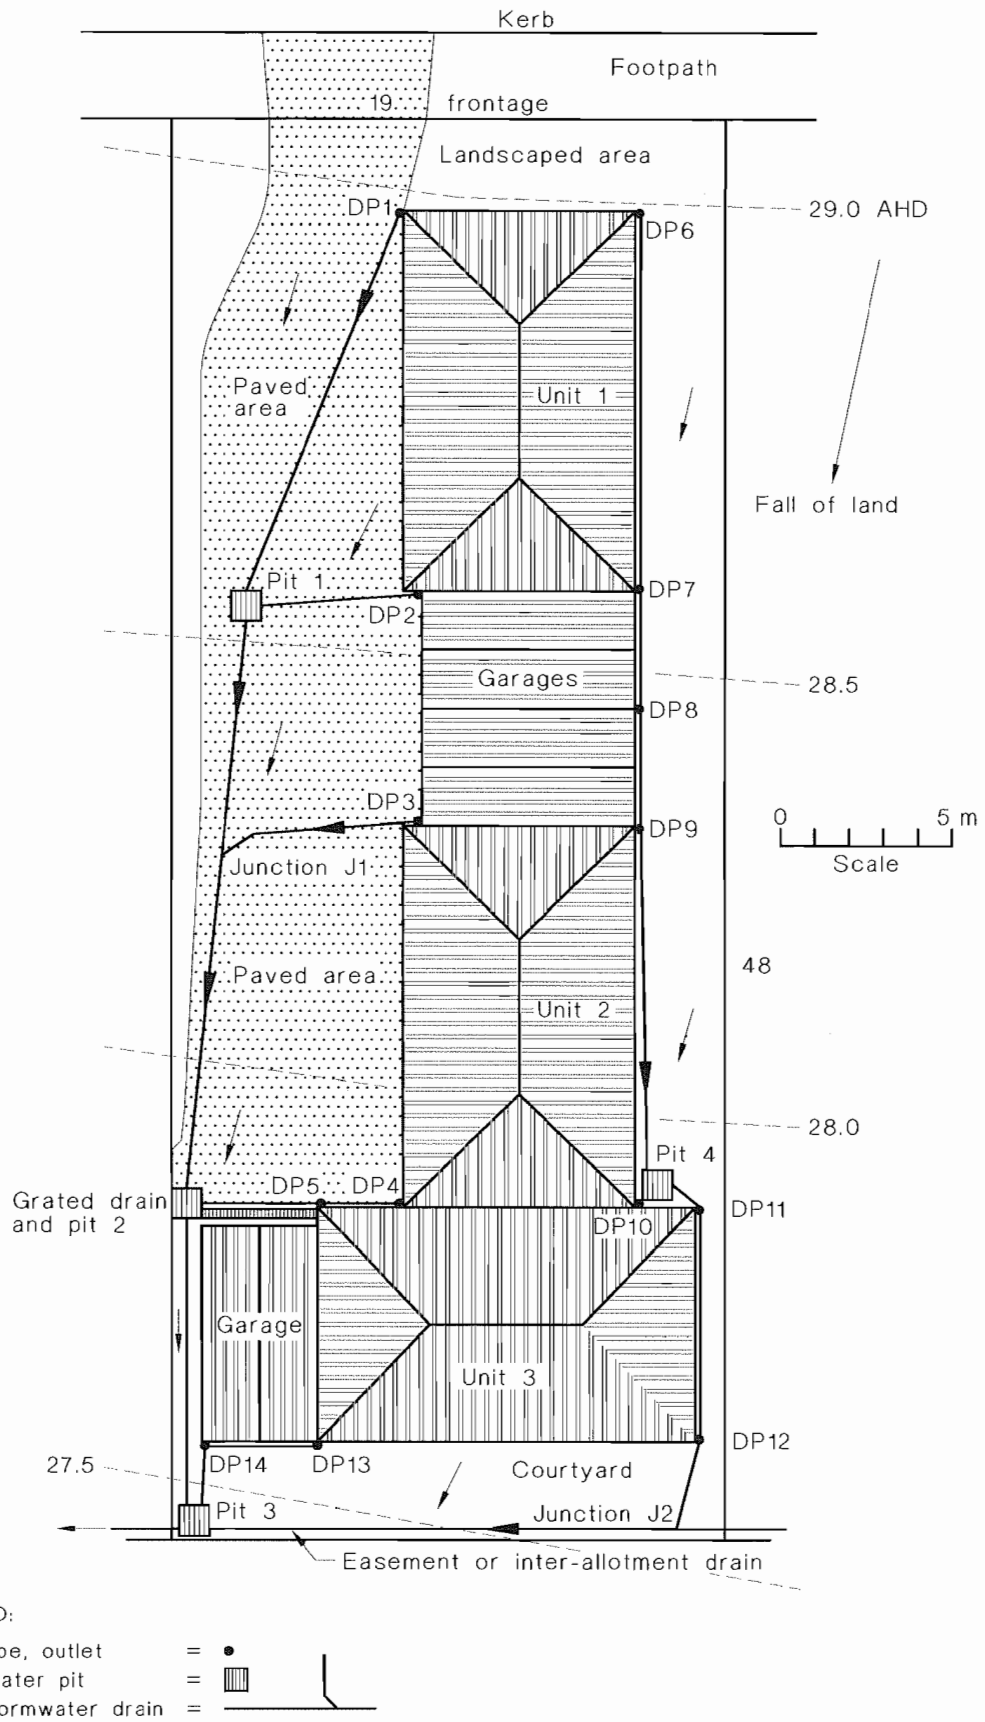 Kerb
Footpath
19 frontage
Landscaped area
DP1
29.0 AHD
DP6
Paved
area
Unit 1
Fall of land
Pit 1
DP7
DP2
Garages
28.5
DP8
DP3
0 5 m
DP9
Scale
Junction J1
Paved area
48
Unit 2
28.0
Pit 4
DP5
DP4
Grated drain
and pit 2
DP10
DP11
Garage
Unit 3
DP12
27.5
DP14
DP13
Courtyard
Pit 3
Junction J2
Easement or inter-allotment drain
D:
pe, outlet =
ater pit =
ormwater drain =